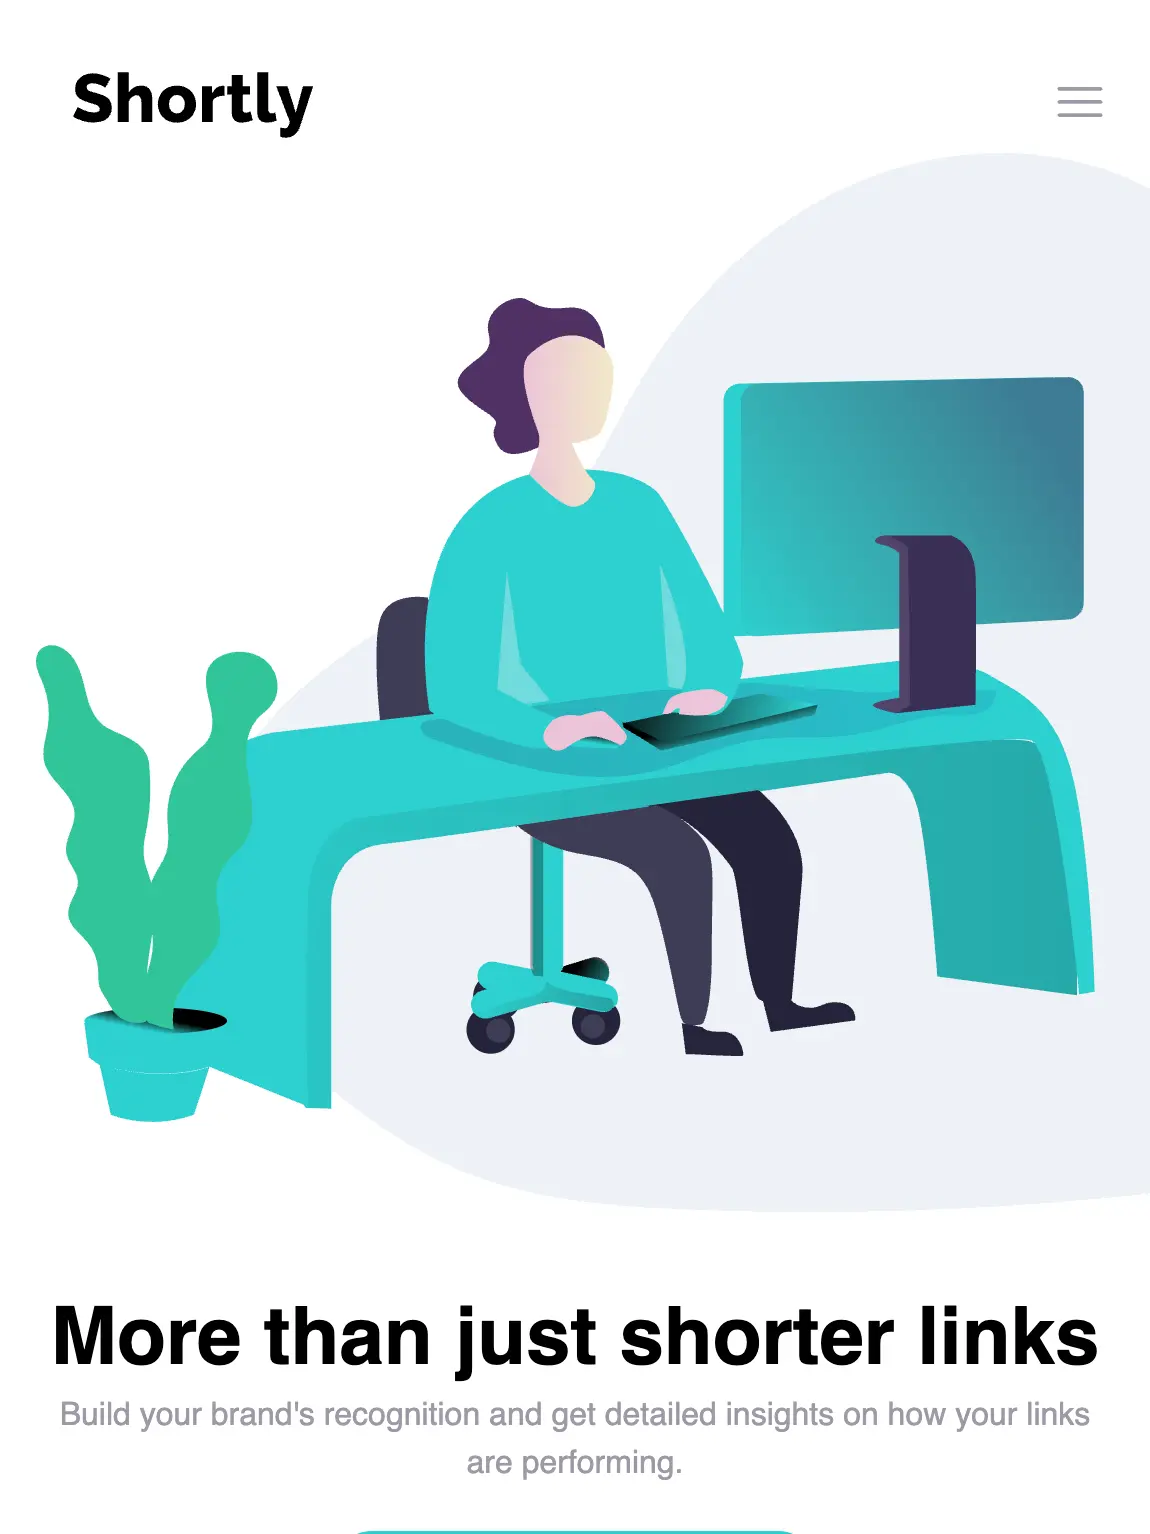 Shortly
More than just shorter links
Build your brand's recognition and get detailed insights on how your links
are performing.